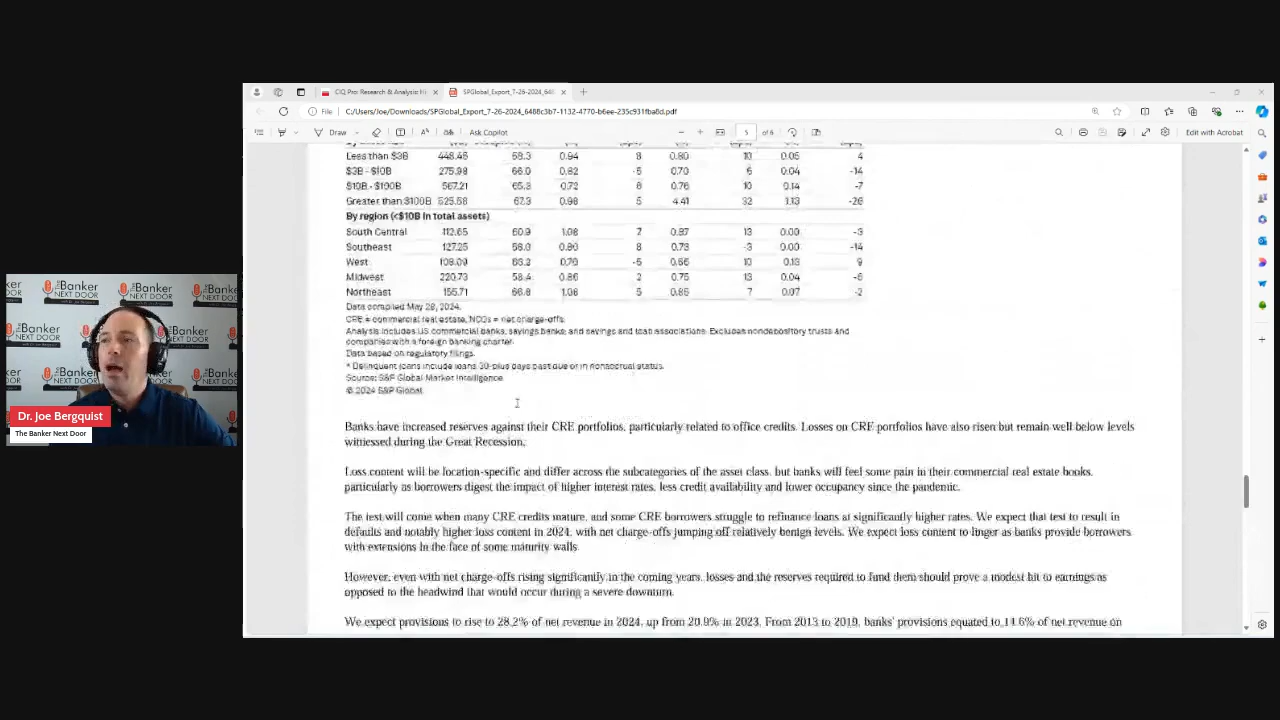 CIQ Pro: Research & Analysis: Hi
SPGlobal_Export_7-26-2024_648
File C:/Users/Joe/Downloads/SPGlobal_Export_7-26-2024_6488c3b7-1132-4770-b6ee-235c931fba8d.pdf
Draw Ask Copilot 5 of 6 Edit with Acrobat
Less than $3B 448.46 68.3 0.94 8 0.80 10 0.05 4
$3B - $10B 275.98 66.0 0.82 -5 0.70 6 0.04 -14
$10B - $100B 567.21 65.3 0.72 6 0.76 10 0.14 -7
Greater than $100B 625.68 67.3 0.98 5 4.41 32 1.13 -26
By region (<$10B in total assets)
South Central 112.65 60.9 1.08 7 0.87 13 0.00 -3
Southeast 127.25 58.0 0.80 8 0.73 -3 0.00 -14
West 108.09 66.2 0.79 -5 0.66 10 0.13 9
Midwest 220.73 58.4 0.86 2 0.75 13 0.04 -6
Northeast 155.71 66.8 1.08 5 0.85 7 0.07 -2
Data compiled May 28, 2024.
CRE = commercial real estate, NCOs = net charge-offs.
Analysis includes US commercial banks, savings banks, and savings and loan associations. Excludes nondepository trusts and
companies with a foreign banking charter.
Data based on regulatory filings.
* Delinquent loans include loans 30-plus days past due or in nonaccrual status.
Source: S&P Global Market Intelligence.
© 2024 S&P Global.
Banks have increased reserves against their CRE portfolios, particularly related to office credits. Losses on CRE portfolios have also risen but remain well below levels
witnessed during the Great Recession.
Loss content will be location-specific and differ across the subcategories of the asset class, but banks will feel some pain in their commercial real estate books,
particularly as borrowers digest the impact of higher interest rates, less credit availability and lower occupancy since the pandemic.
The test will come when many CRE credits mature, and some CRE borrowers struggle to refinance loans at significantly higher rates. We expect that test to result in
defaults and notably higher loss content in 2024, with net charge-offs jumping off relatively benign levels. We expect loss content to linger as banks provide borrowers
with extensions in the face of some maturity walls.
However, even with net charge-offs rising significantly in the coming years, losses and the reserves required to fund them should prove a modest hit to earnings as
opposed to the headwind that would occur during a severe downturn.
We expect provisions to rise to 28.2% of net revenue in 2024, up from 20.9% in 2023. From 2013 to 2019, banks' provisions equated to 14.6% of net revenue on
The Banker
NEXT DOOR
Dr. Joe Bergquist
The Banker Next Door